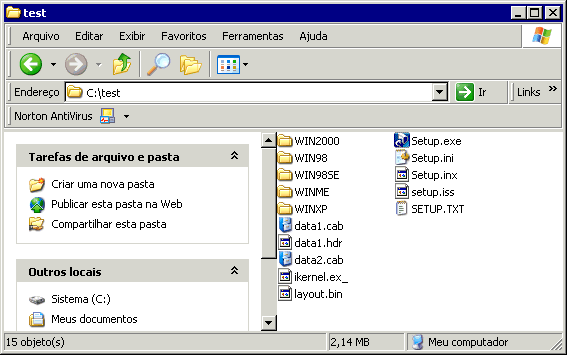 test
Arquivo Editar Exibir Favoritos Ferramentas Ajuda
Endereço C:\test Ir Links »
Norton AntiVirus
Tarefas de arquivo e pasta
Criar uma nova pasta
Publicar esta pasta na Web
Compartilhar esta pasta
Outros locais
Sistema (C:)
Meus documentos
WIN2000
WIN98
WIN98SE
WINME
WINXP
data1.cab
data1.hdr
data2.cab
ikernel.ex_
layout.bin
Setup.exe
Setup.ini
Setup.inx
setup.iss
SETUP.TXT
15 objeto(s) 2,14 MB Meu computador